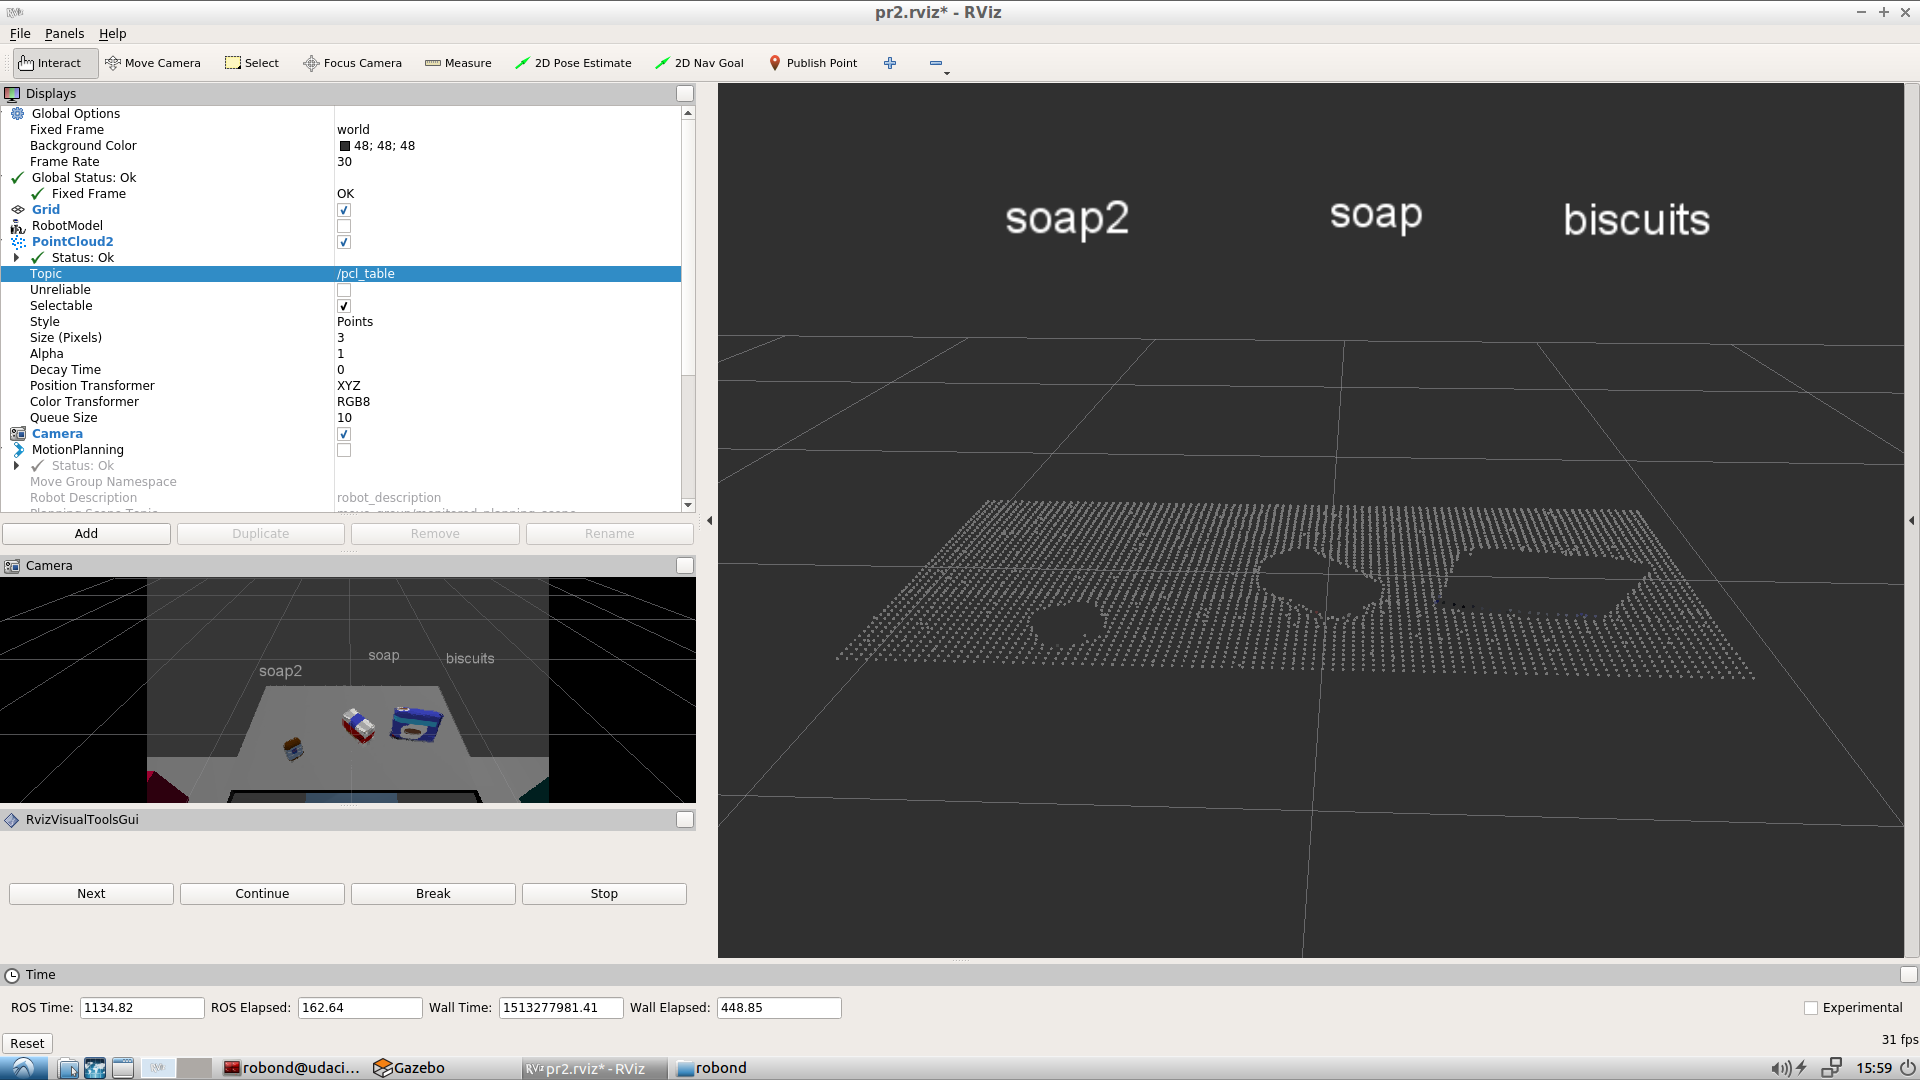 pr2.rviz* - RViz
File Panels Help
Interact Move Camera Select Focus Camera Measure 2D Pose Estimate 2D Nav Goal Publish Point
Displays
Global Options
Fixed Frame world
Background Color 48; 48; 48
Frame Rate 30
Global Status: Ok
Fixed Frame OK
Grid
RobotModel
PointCloud2
Status: Ok
Topic /pcl_table
Unreliable
Selectable
Style Points
Size (Pixels) 3
Alpha 1
Decay Time 0
Position Transformer XYZ
Color Transformer RGB8
Queue Size 10
Camera
MotionPlanning
Status: Ok
Move Group Namespace
Robot Description robot_description
Add Duplicate Remove Rename
Camera
soap2 soap biscuits
RvizVisualToolsGui
Next Continue Break Stop
soap2 soap biscuits
Time
ROS Time: 1134.82 ROS Elapsed: 162.64 Wall Time: 1513277981.41 Wall Elapsed: 448.85 Experimental
Reset 31 fps
robond@udaci... Gazebo pr2.rviz* - RViz robond 15:59